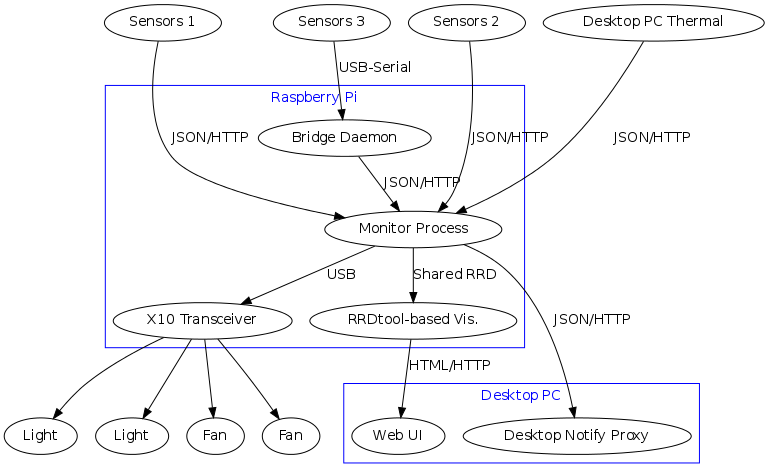 Sensors 1
Sensors 3
Sensors 2
Desktop PC Thermal
USB-Serial
Raspberry Pi
JSON/HTTP
Bridge Daemon
JSON/HTTP
JSON/HTTP
JSON/HTTP
Monitor Process
USB
Shared RRD
X10 Transceiver
RRDtool-based Vis.
JSON/HTTP
HTML/HTTP
Desktop PC
Light
Light
Fan
Fan
Web UI
Desktop Notify Proxy